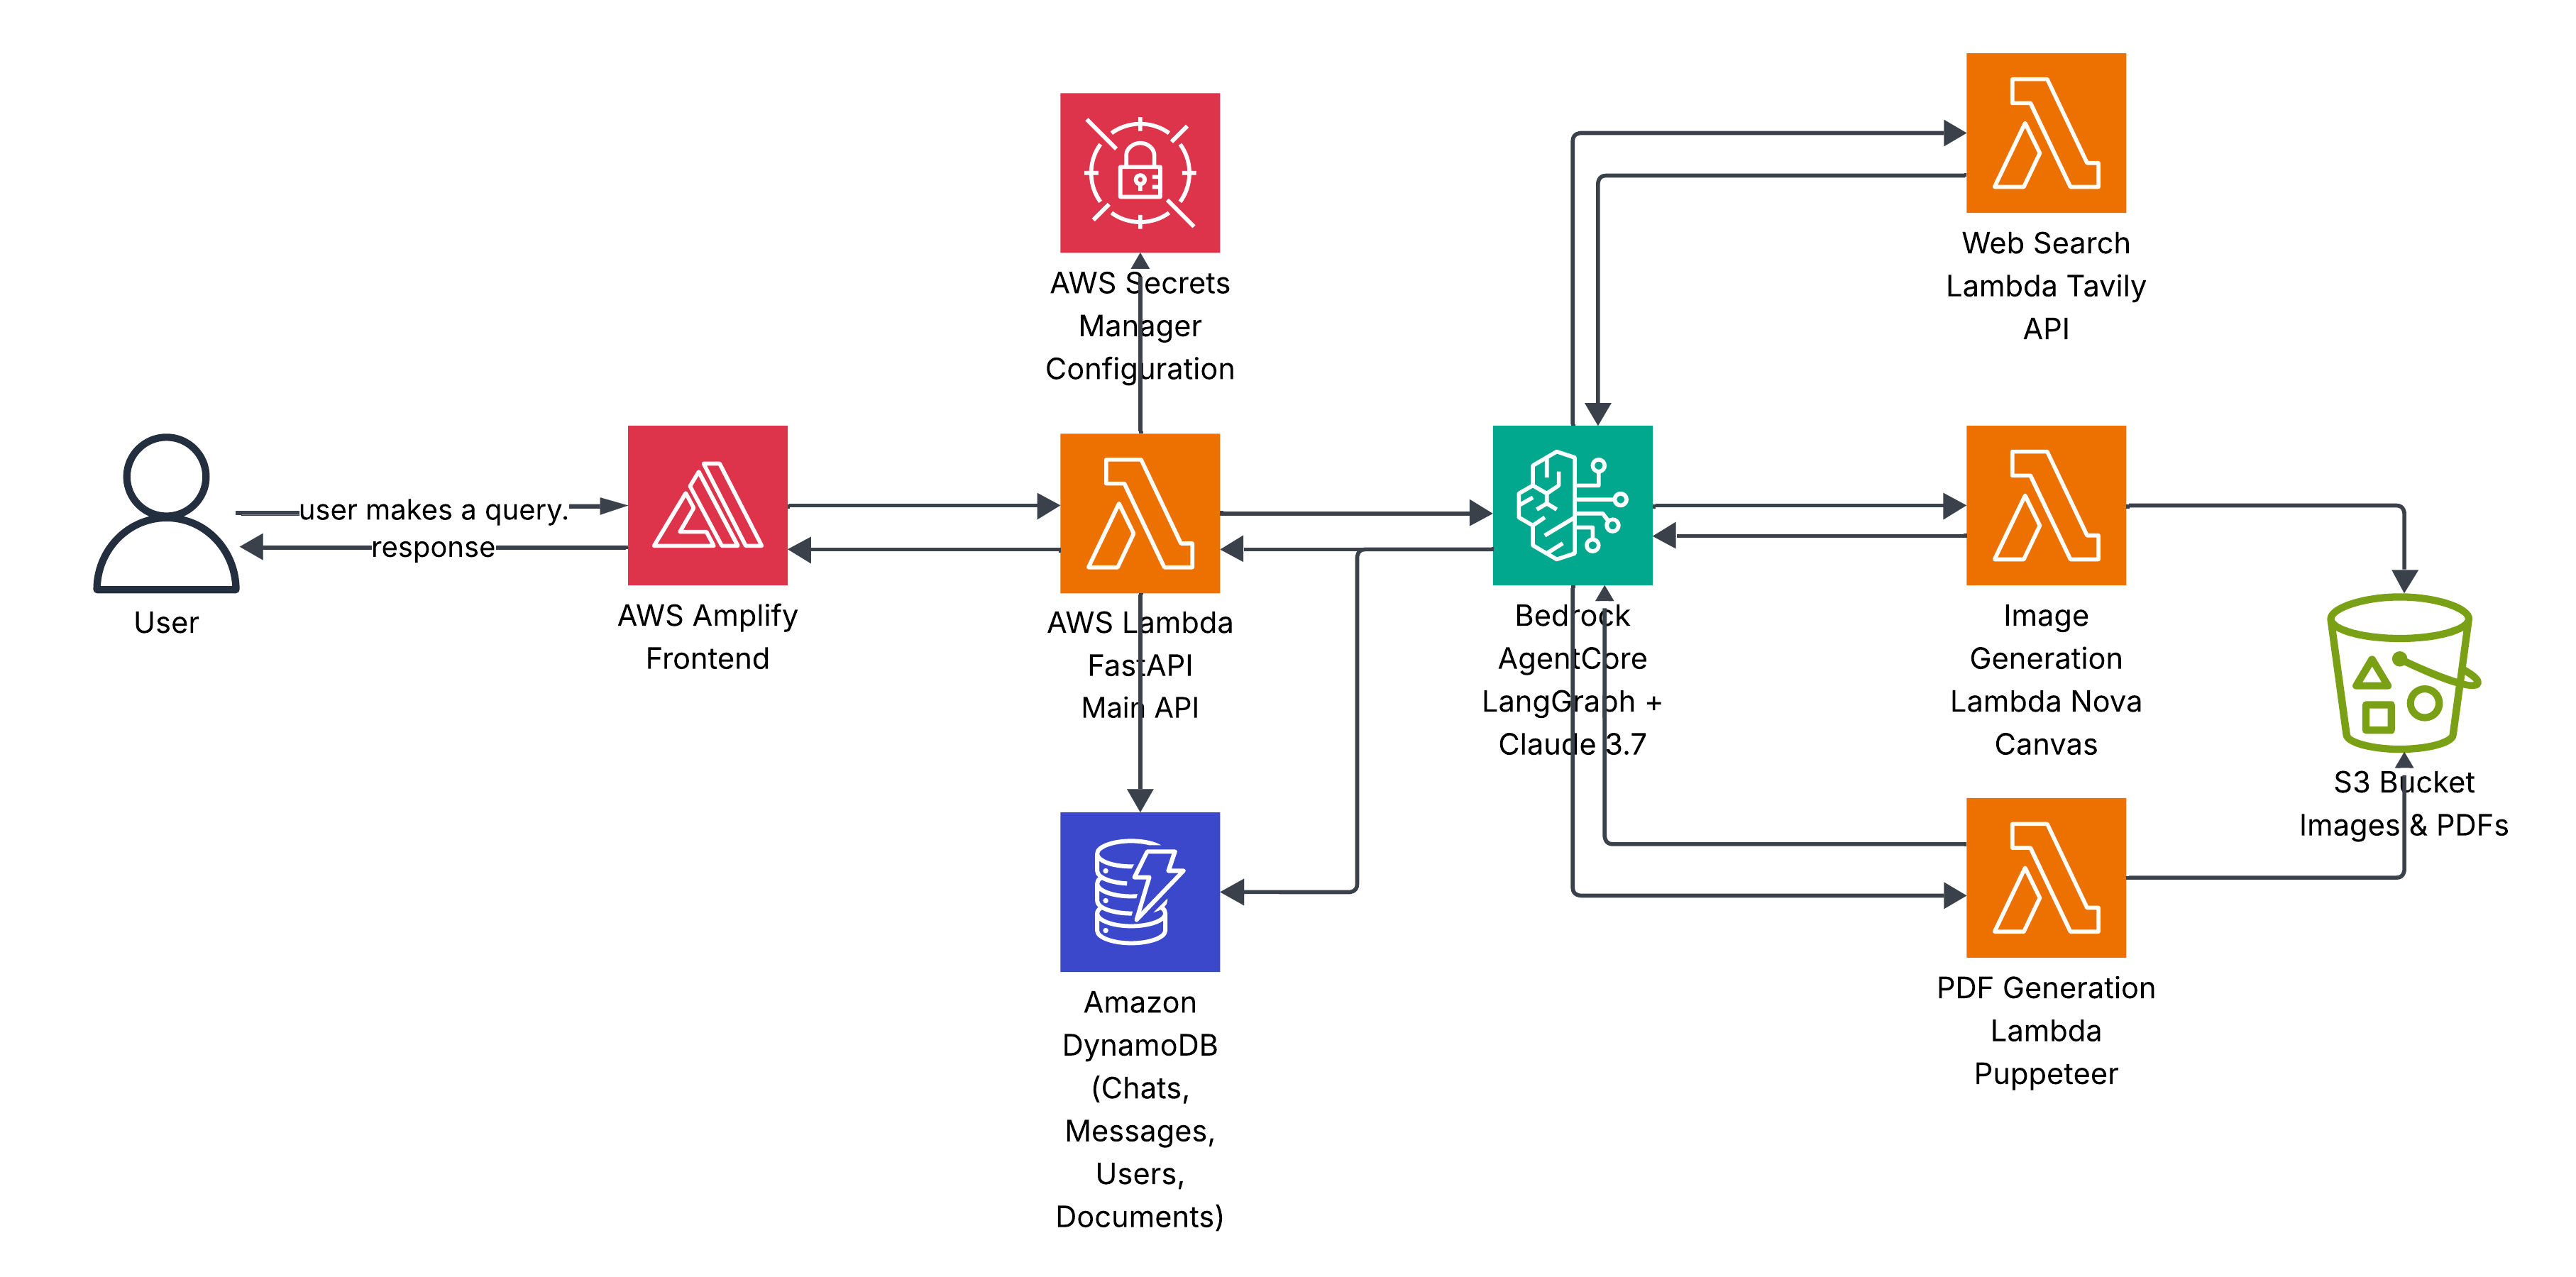 Web Search
Lambda Tavily
API
AWS Secrets
Manager
Configuration
user makes a query.
response
User
AWS Amplify
Frontend
AWS Lambda
FastAPI
Main API
Bedrock
AgentCore
LangGraph +
Claude 3.7
Image
Generation
Lambda Nova
Canvas
S3 Bucket
Images & PDFs
Amazon
DynamoDB
(Chats,
Messages,
Users,
Documents)
PDF Generation
Lambda
Puppeteer